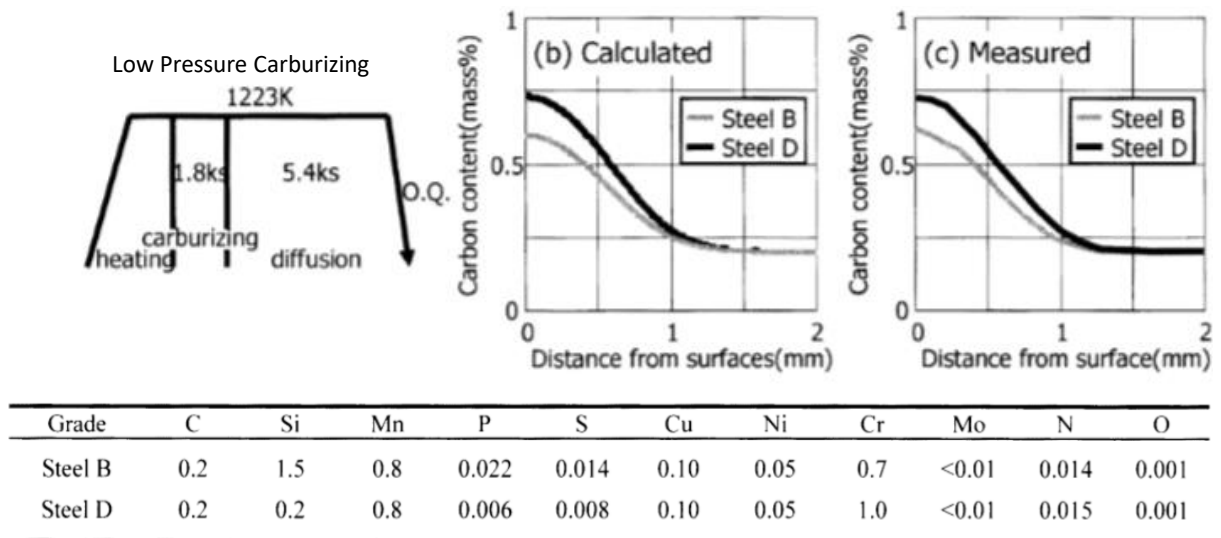 Low Pressure Carburizing
1223K
1.8ks
5.4ks
O.Q.
carburizing
heating
diffusion
(b) Calculated
Carbon content(mass%)
1
0.5
0
Steel B
Steel D
0
1
2
Distance from surfaces(mm)
(c) Measured
Carbon content(mass%)
1
0.5
0
Steel B
Steel D
0
1
2
Distance from surface(mm)
Grade C Si Mn P S Cu Ni Cr Mo N O
Steel B 0.2 1.5 0.8 0.022 0.014 0.10 0.05 0.7 <0.01 0.014 0.001
Steel D 0.2 0.2 0.8 0.006 0.008 0.10 0.05 1.0 <0.01 0.015 0.001